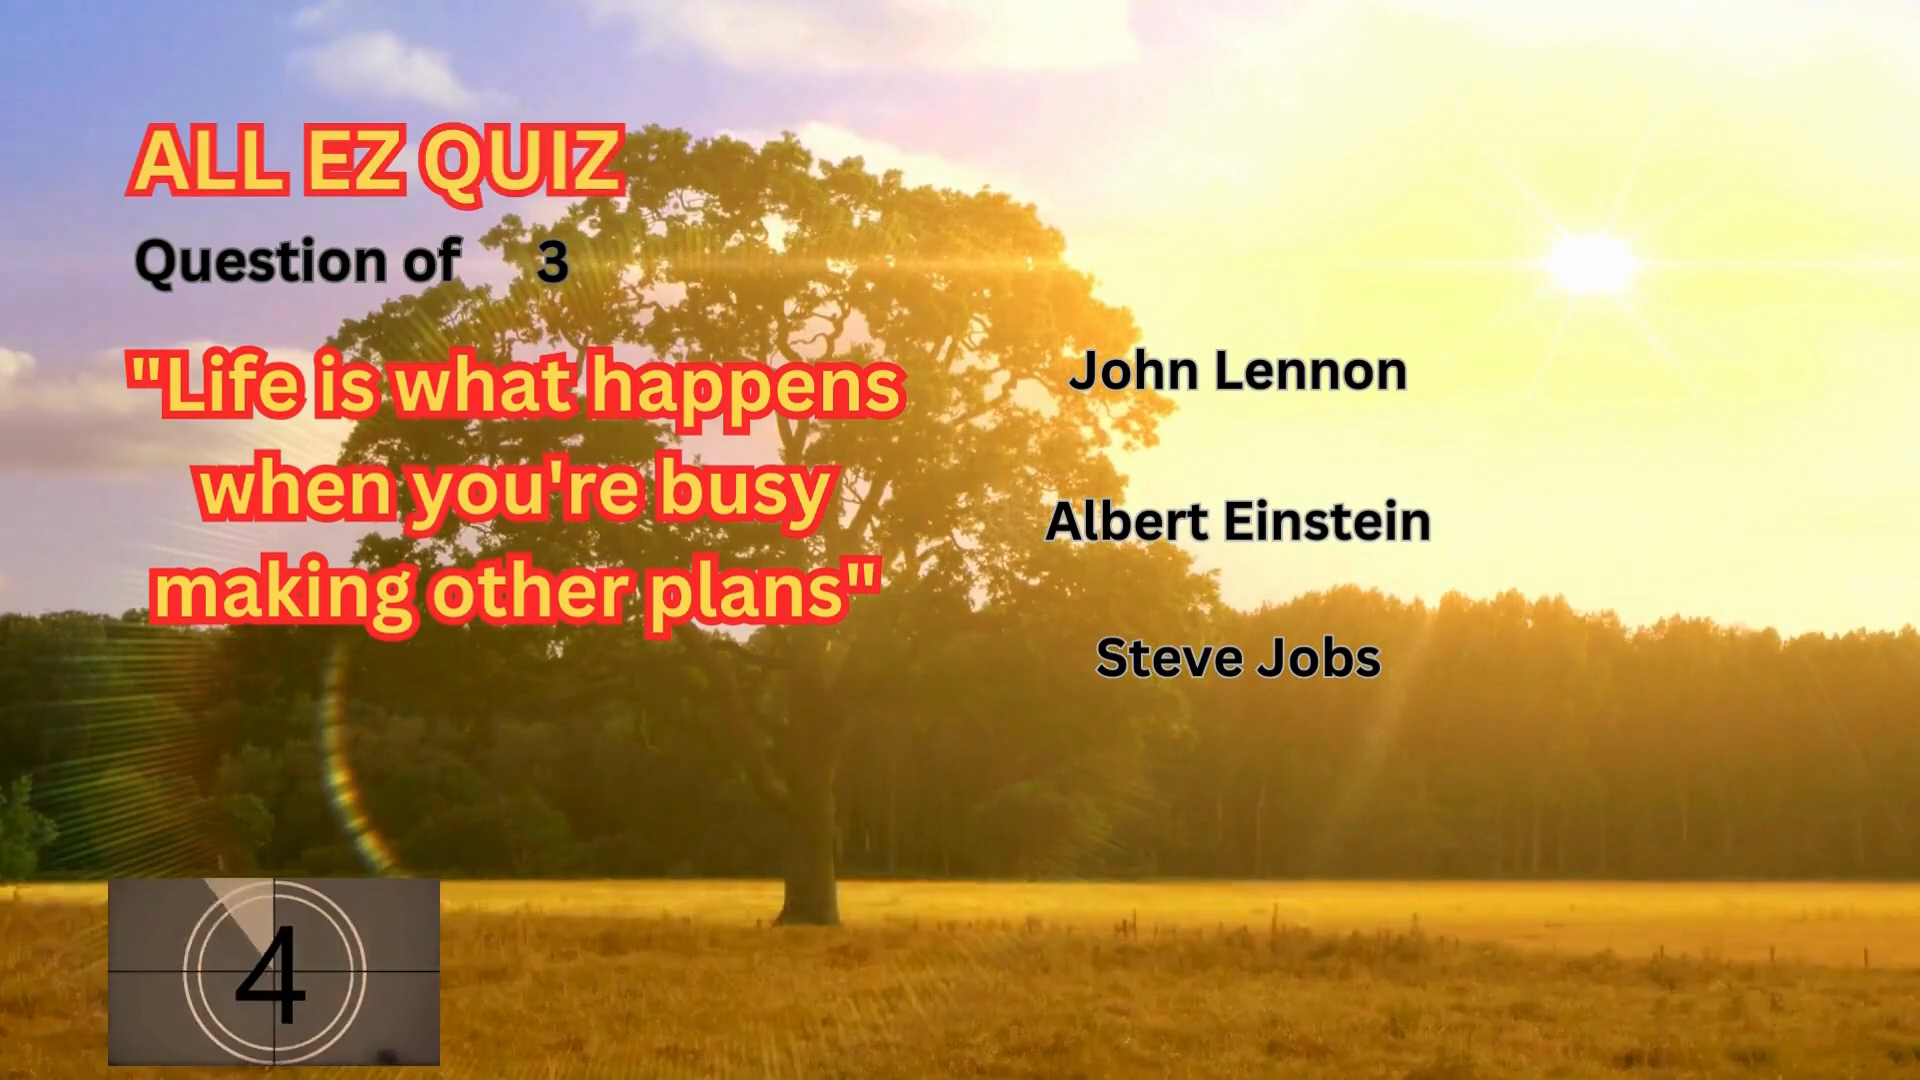 ALL EZ QUIZ
Question of 3
"Life is what happens
when you're busy
making other plans"
John Lennon
Albert Einstein
Steve Jobs
4